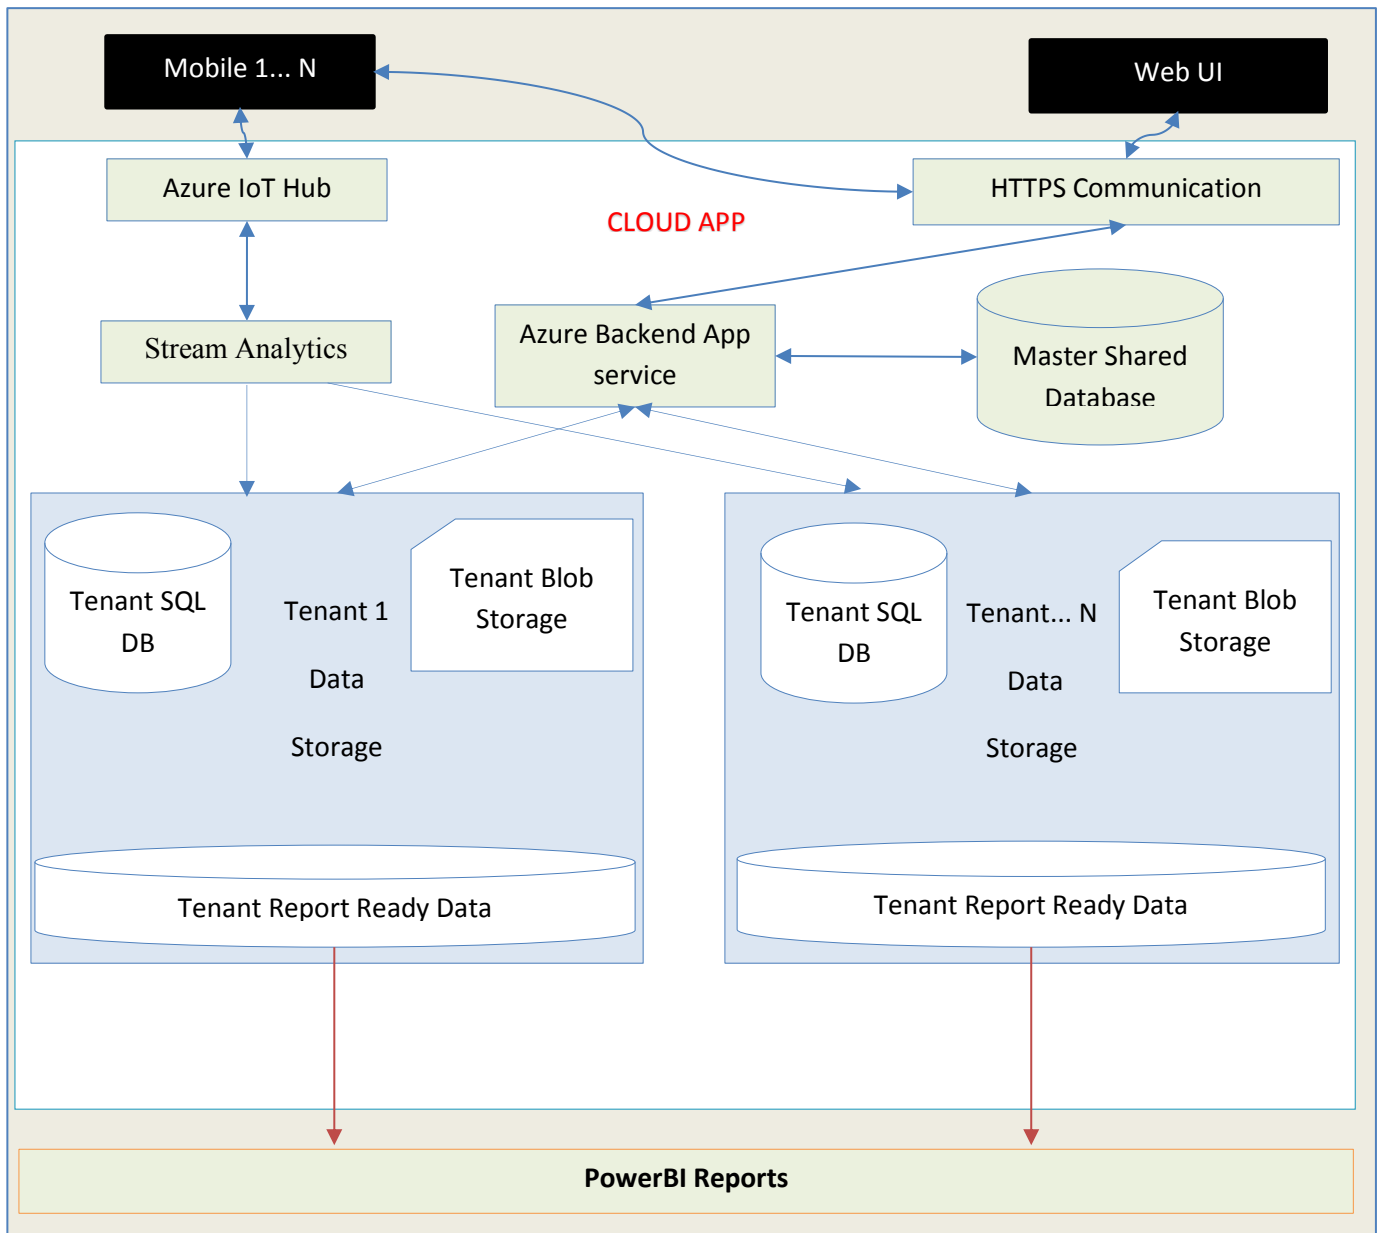 Mobile 1... N
Web UI
Azure IoT Hub
HTTPS Communication
CLOUD APP
Stream Analytics
Azure Backend App
service
Master Shared
Database
Tenant SQL
DB
Tenant 1
Data
Storage
Tenant Blob
Storage
Tenant SQL
DB
Tenant... N
Data
Storage
Tenant Blob
Storage
Tenant Report Ready Data
Tenant Report Ready Data
PowerBI Reports